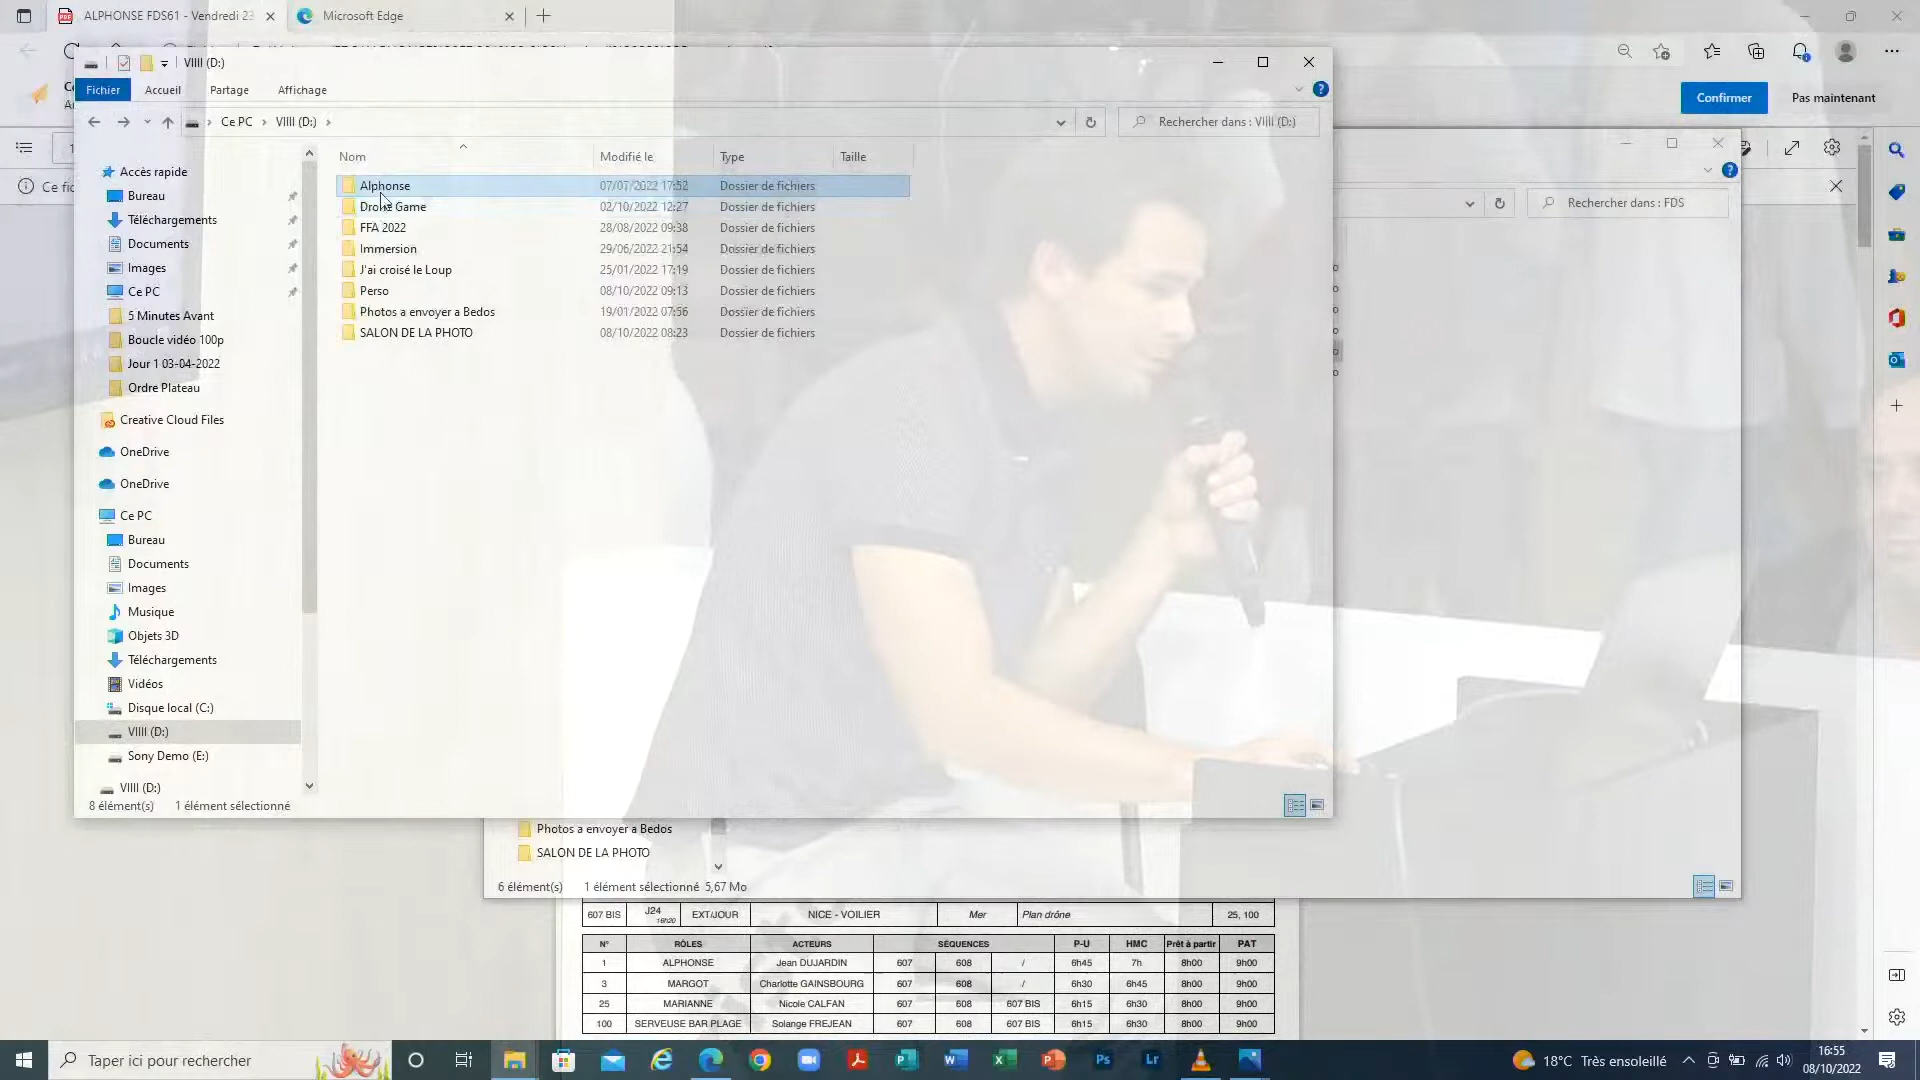 ALPHONSE FDS61 - Vendredi 23
Microsoft Edge
VIIII (D:)
Fichier
Accueil
Partage
Affichage
Confirmer
Pas maintenant
Ce PC
VIIII (D:)
Rechercher dans : VIIII (D:)
Ce fic
Rechercher dans : FDS
Nom
Modifié le
Type
Taille
Accès rapide
Bureau
Téléchargements
Documents
Images
Ce PC
5 Minutes Avant
Boucle vidéo 100p
Jour 1 03-04-2022
Ordre Plateau
Creative Cloud Files
OneDrive
OneDrive
Ce PC
Bureau
Documents
Images
Musique
Objets 3D
Téléchargements
Vidéos
Disque local (C:)
VIIII (D:)
Sony Demo (E:)
VIIII (D:)
Alphonse 07/07/2022 17:52 Dossier de fichiers
Drone Game 02/10/2022 12:27 Dossier de fichiers
FFA 2022 28/08/2022 09:38 Dossier de fichiers
Immersion 29/06/2022 21:54 Dossier de fichiers
J'ai croisé le Loup 25/01/2022 17:19 Dossier de fichiers
Perso 08/10/2022 09:13 Dossier de fichiers
Photos a envoyer a Bedos 19/01/2022 07:56 Dossier de fichiers
SALON DE LA PHOTO 08/10/2022 08:23 Dossier de fichiers
8 élément(s) 1 élément sélectionné
Photos a envoyer a Bedos
SALON DE LA PHOTO
6 élément(s) 1 élément sélectionné 5,67 Mo
607 BIS J24 16h20 EXT/JOUR NICE - VOILIER Mer Plan drône 25, 100
N° RÔLES ACTEURS SÉQUENCES P-U HMC Prêt à partir PAT
1 ALPHONSE Jean DUJARDIN 607 608 / 6h45 7h 8h00 9h00
3 MARGOT Charlotte GAINSBOURG 607 608 / 6h30 6h45 8h00 9h00
25 MARIANNE Nicole CALFAN 607 608 607 BIS 6h15 6h30 8h00 9h00
100 SERVEUSE BAR PLAGE Solange FREJEAN 607 608 607 BIS 6h15 6h30 8h00 9h00
Taper ici pour rechercher
18°C Très ensoleillé
16:55
08/10/2022